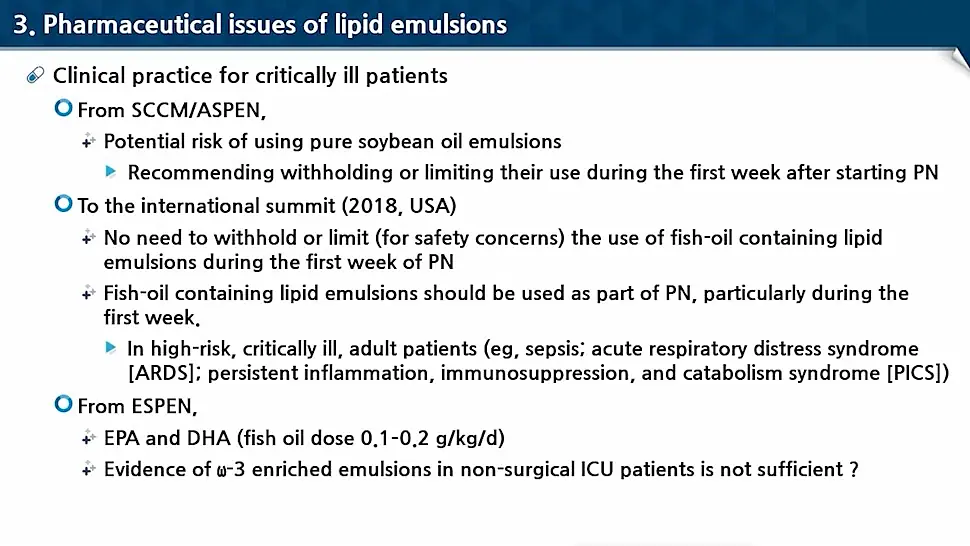 3. Pharmaceutical issues of lipid emulsions
Clinical practice for critically ill patients
From SCCM/ASPEN,
Potential risk of using pure soybean oil emulsions
Recommending withholding or limiting their use during the first week after starting PN
To the international summit (2018, USA)
No need to withhold or limit (for safety concerns) the use of fish-oil containing lipid
emulsions during the first week of PN
Fish-oil containing lipid emulsions should be used as part of PN, particularly during the
first week.
In high-risk, critically ill, adult patients (eg, sepsis; acute respiratory distress syndrome
[ARDS]; persistent inflammation, immunosuppression, and catabolism syndrome [PICS])
From ESPEN,
EPA and DHA (fish oil dose 0.1-0.2 g/kg/d)
Evidence of ω-3 enriched emulsions in non-surgical ICU patients is not sufficient ?